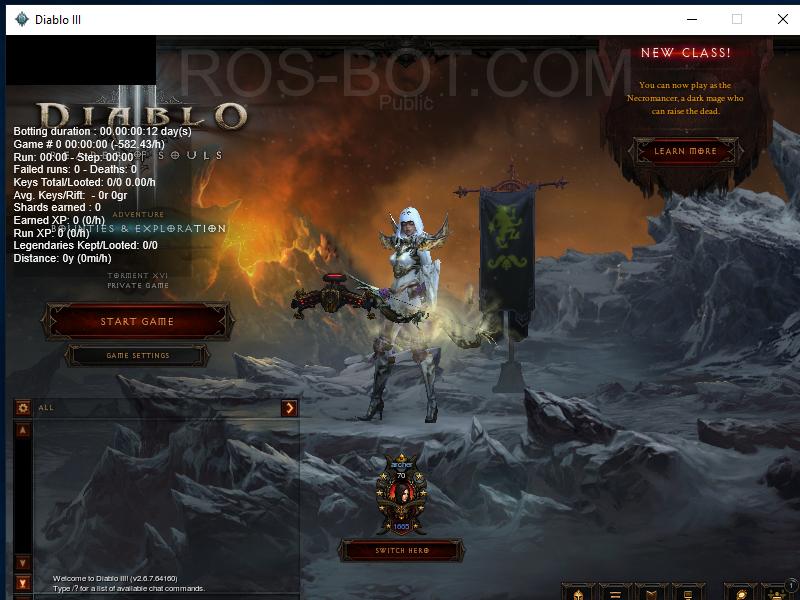 Diablo III
ROS-BOT.COM
Public
NEW CLASS!
You can now play as the
Necromancer, a dark mage who
can raise the dead.
LEARN MORE
DIABLO
III
Botting duration : 00.00:00:12 day(s)
Game # 0 00:00:00 (-582.43/h)
Run: 00:00 - Step: 00:00
SOULS
Failed runs: 0 - Deaths: 0
Keys Total/Looted: 0/0 0.00/h
Avg. Keys/Rift: - 0r 0gr
Shards earned : 0
ADVENTURE
Earned XP: 0 (0/h)
BOUNTIES & EXPLORATION
Run XP: 0 (0/h)
Legendaries Kept/Looted: 0/0
Distance: 0y (0mi/h)
TORMENT XVI
PRIVATE GAME
START GAME
GAME SETTINGS
ALL
archer
70
1665
SWITCH HERO
Welcome to Diablo III! (v2.6.7.64160)
Type /? for a list of available chat commands.
1